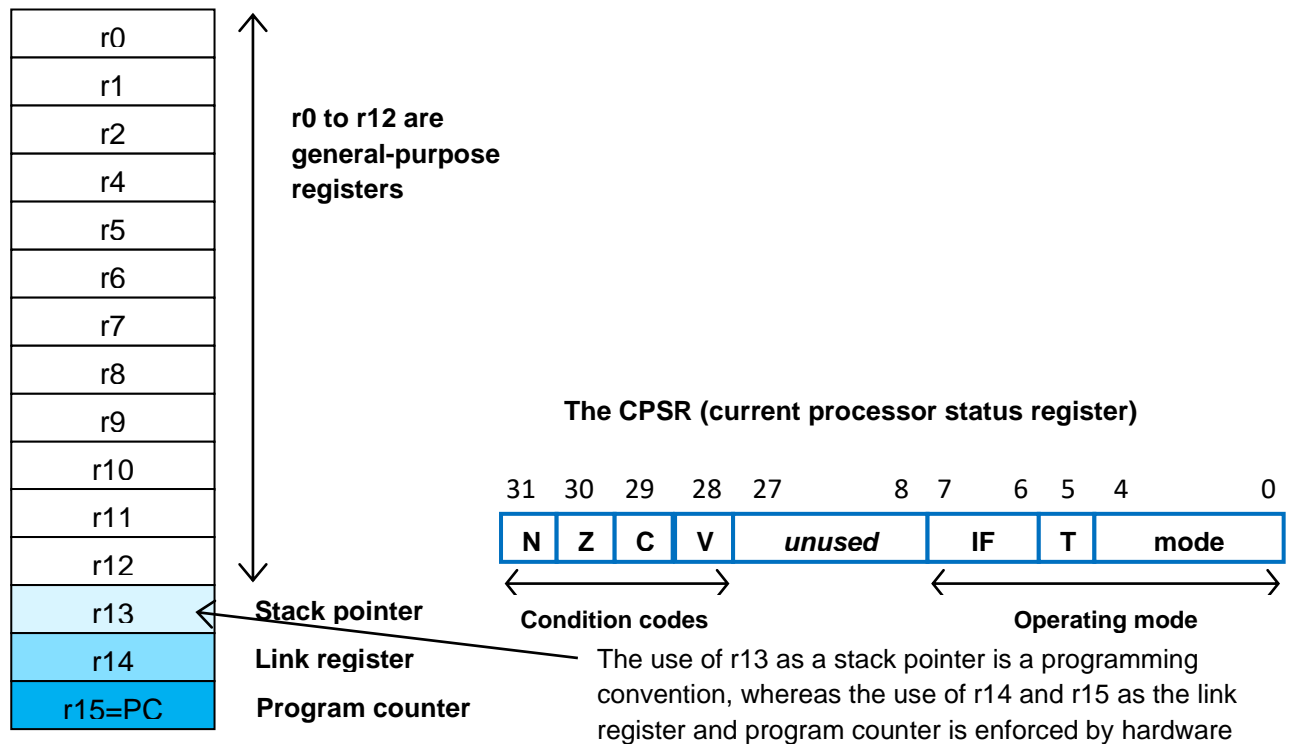 r0
r1
r2
r4
r5
r6
r7
r8
r9
r10
r11
r12
r13
r14
r15=PC
r0 to r12 are
general-purpose
registers
Stack pointer
Link register
Program counter
The CPSR (current processor status register)
31 30 29 28 27 8 7 6 5 4 0
N Z C V unused IF T mode
Condition codes Operating mode
The use of r13 as a stack pointer is a programming
convention, whereas the use of r14 and r15 as the link
register and program counter is enforced by hardware